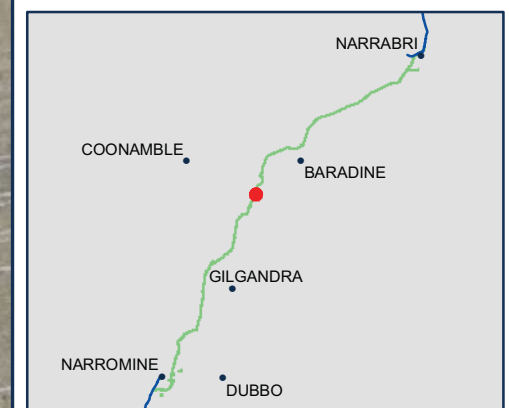 NARRABRI
COONAMBLE
BARADINE
GILGANDRA
NARROMINE
DUBBO